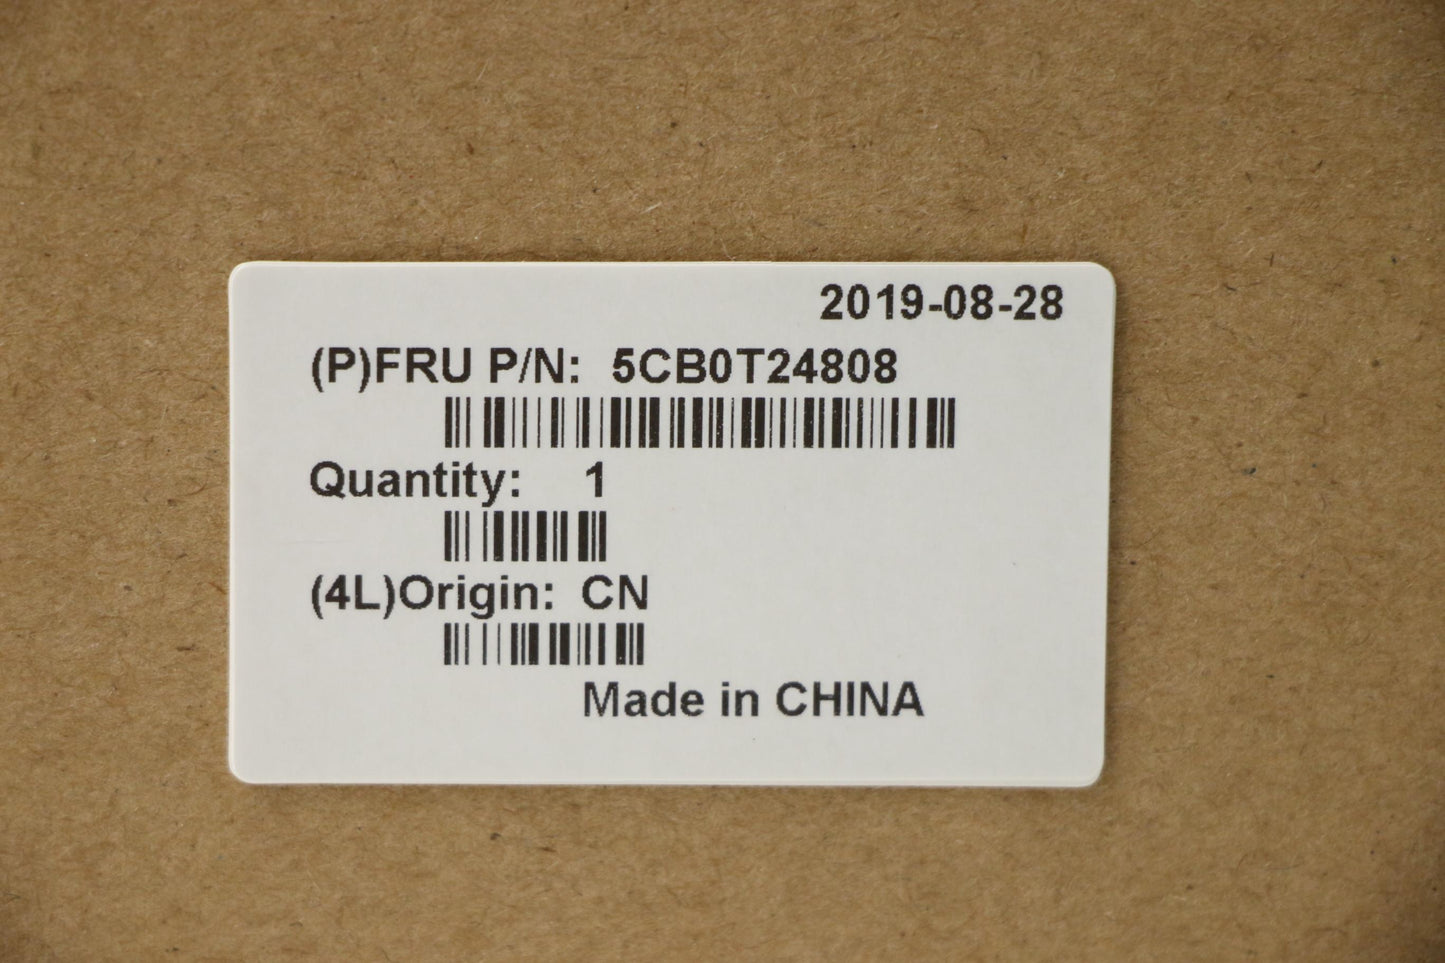 2019-08-28
(P)FRU P/N: 5CB0T24808
Quantity: 1
(4L)Origin: CN
Made in CHINA